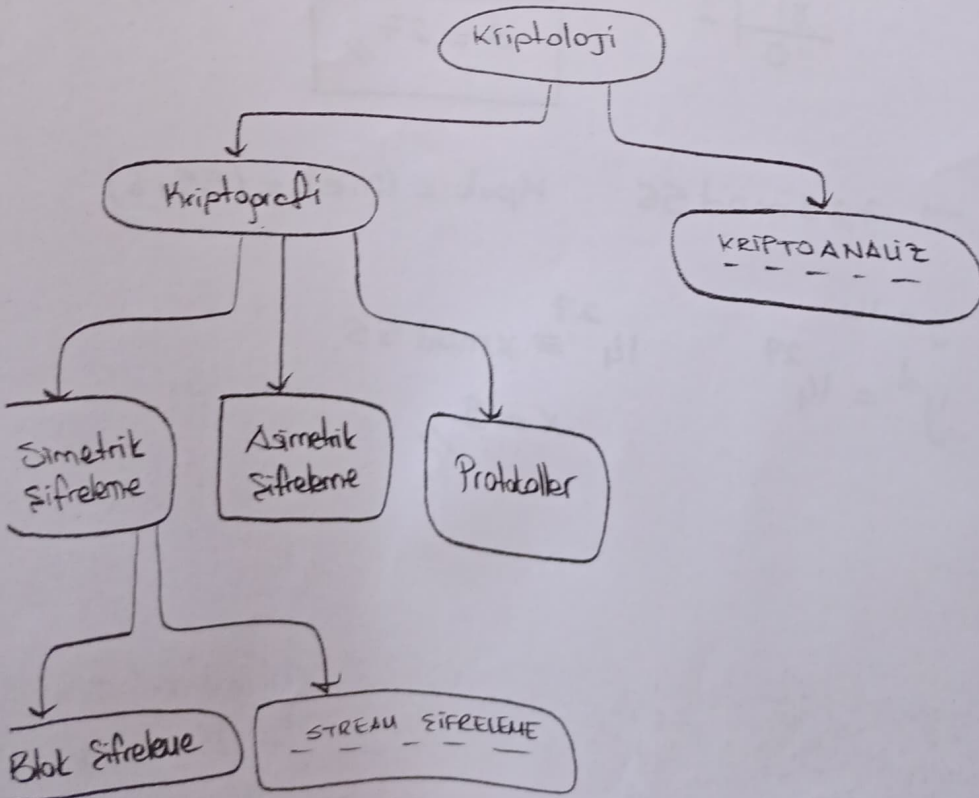 Kriptoloji
Kriptografi
KRİPTOANALİZ
Simetrik
Şifreleme
Asimetrik
Şifreleme
Protokoller
Blok Şifreleme
STREAM ŞİFRELEME